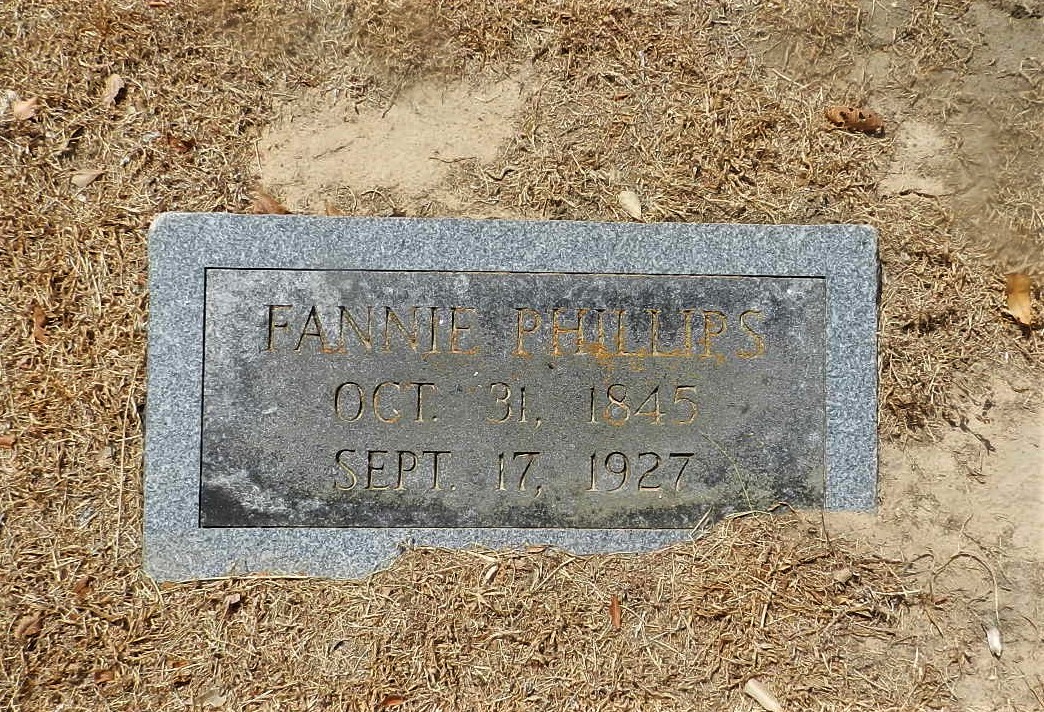 FANNIE PHILLIPS
OCT. 31, 1845
SEPT. 17, 1927